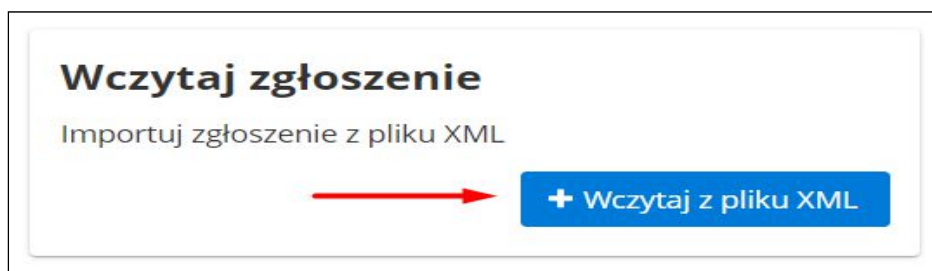 Wczytaj zgłoszenie
Importuj zgłoszenie z pliku XML
+ Wczytaj z pliku XML